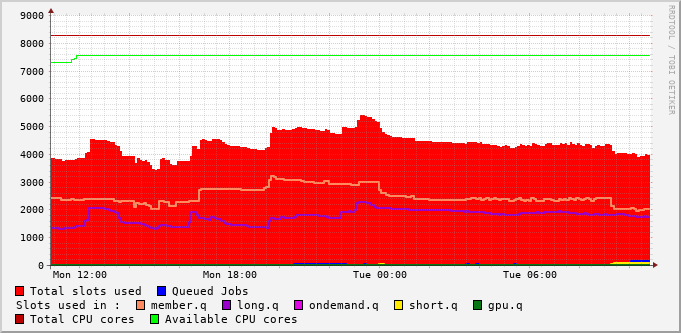 9000
8000
7000
6000
5000
4000
3000
2000
1000
0
Mon 12:00 Mon 18:00 Tue 00:00 Tue 06:00
RRDTOOL / TOBI OETIKER
Total slots used Queued Jobs
Slots used in : member.q long.q ondemand.q short.q gpu.q
Total CPU cores Available CPU cores